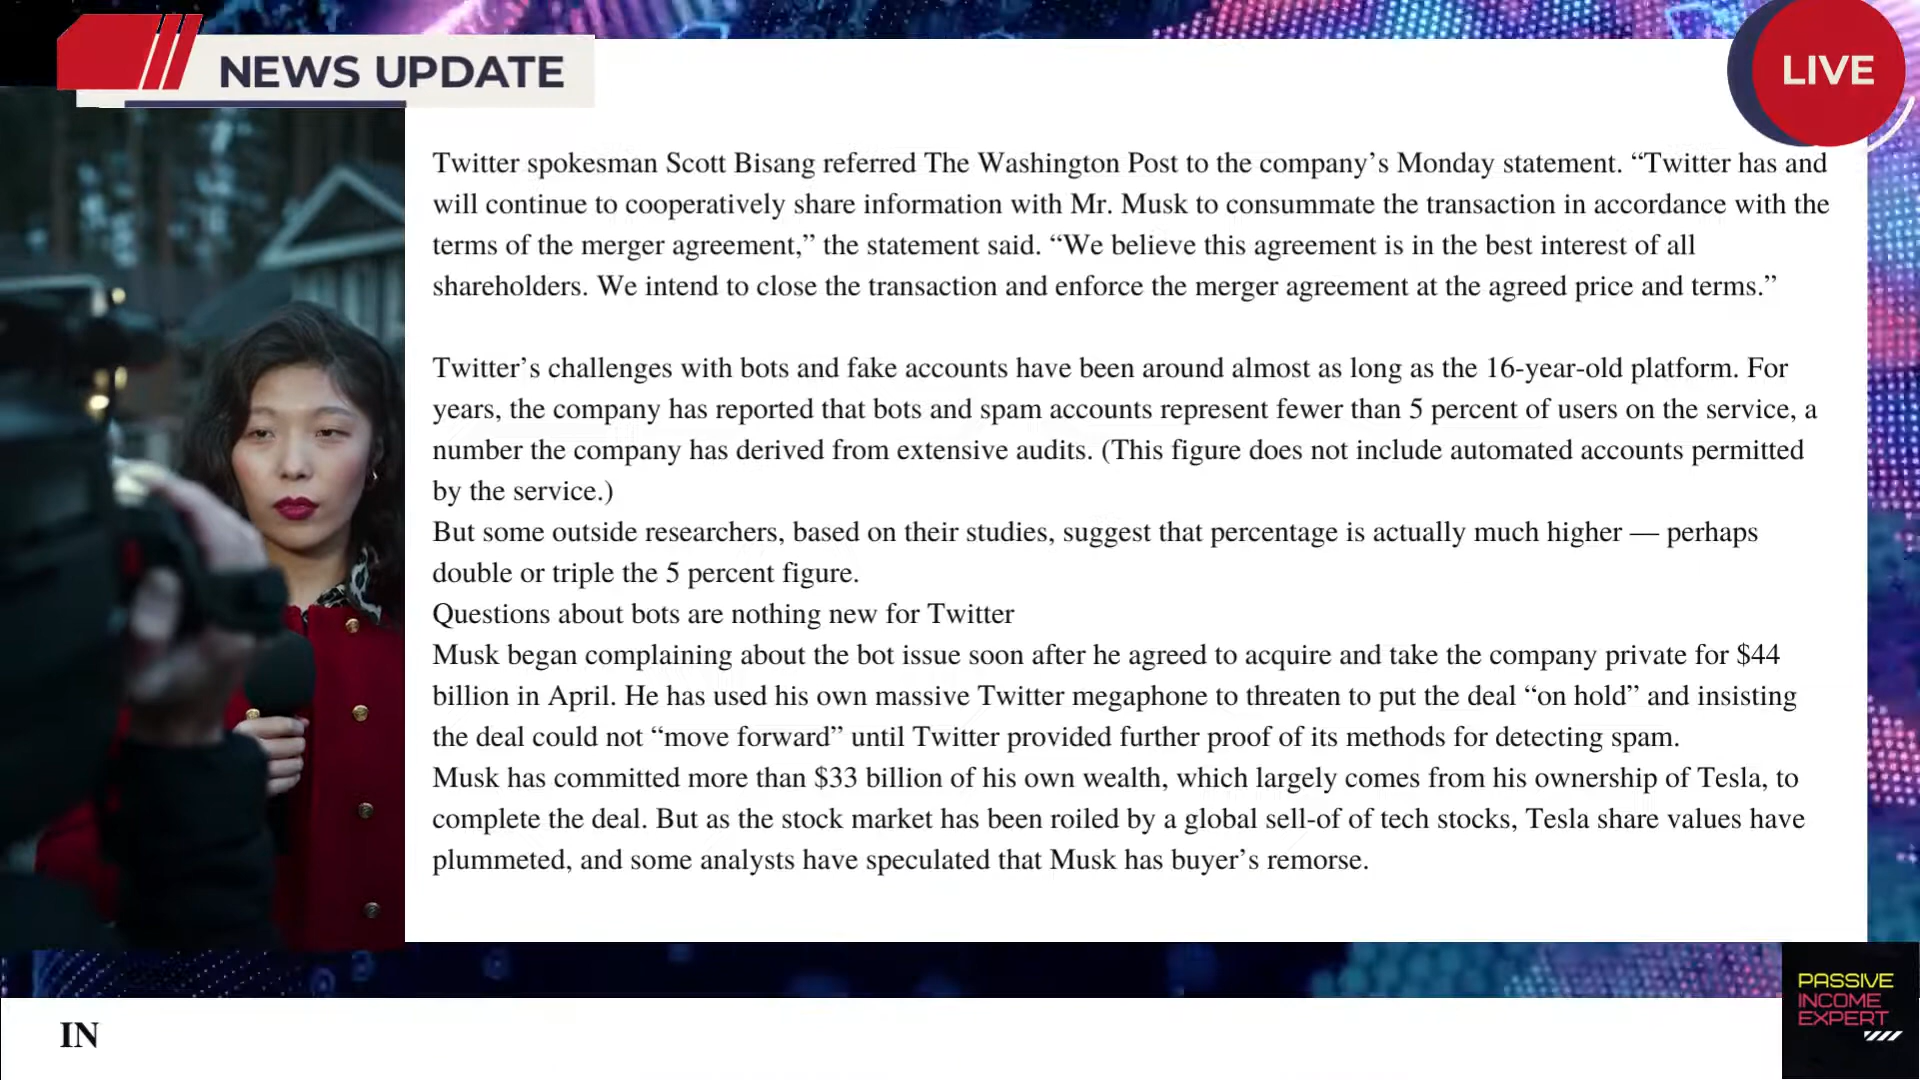 NEWS UPDATE
LIVE
Twitter spokesman Scott Bisang referred The Washington Post to the company’s Monday statement. “Twitter has and
will continue to cooperatively share information with Mr. Musk to consummate the transaction in accordance with the
terms of the merger agreement,” the statement said. “We believe this agreement is in the best interest of all
shareholders. We intend to close the transaction and enforce the merger agreement at the agreed price and terms.”
Twitter’s challenges with bots and fake accounts have been around almost as long as the 16-year-old platform. For
years, the company has reported that bots and spam accounts represent fewer than 5 percent of users on the service, a
number the company has derived from extensive audits. (This figure does not include automated accounts permitted
by the service.)
But some outside researchers, based on their studies, suggest that percentage is actually much higher — perhaps
double or triple the 5 percent figure.
Questions about bots are nothing new for Twitter
Musk began complaining about the bot issue soon after he agreed to acquire and take the company private for $44
billion in April. He has used his own massive Twitter megaphone to threaten to put the deal “on hold” and insisting
the deal could not “move forward” until Twitter provided further proof of its methods for detecting spam.
Musk has committed more than $33 billion of his own wealth, which largely comes from his ownership of Tesla, to
complete the deal. But as the stock market has been roiled by a global sell-of of tech stocks, Tesla share values have
plummeted, and some analysts have speculated that Musk has buyer’s remorse.
PASSIVE
INCOME
EXPERT
IN